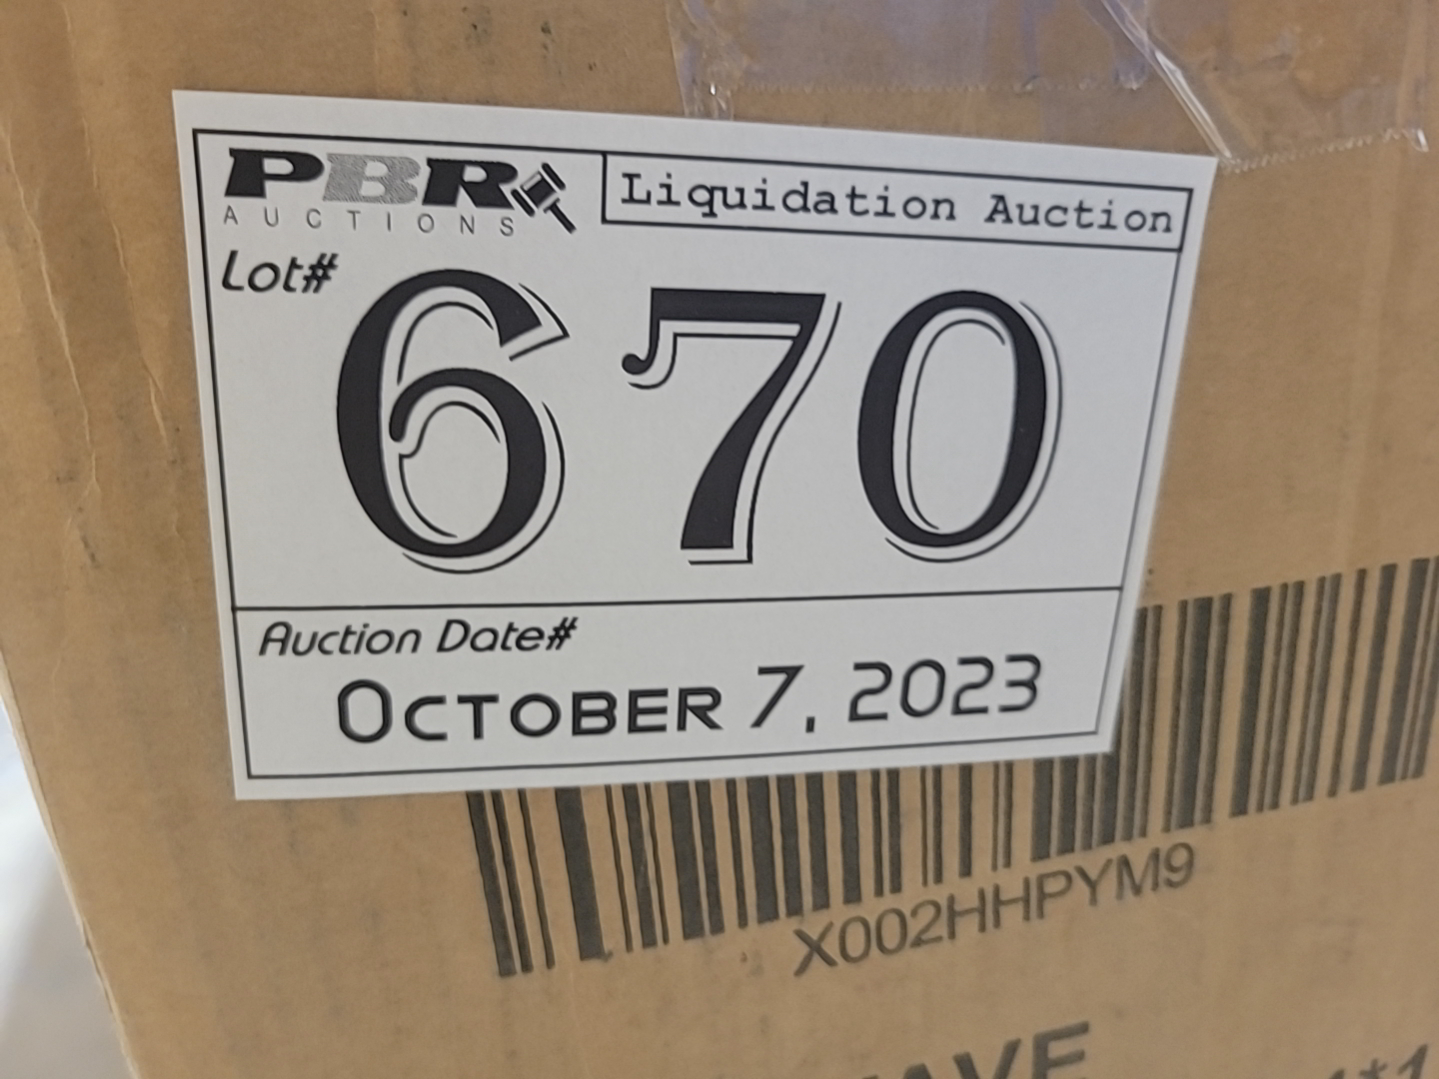 PBR
AUCTIONS
Liquidation Auction
Lot#
670
Auction Date#
October 7, 2023
X002HHPYM9